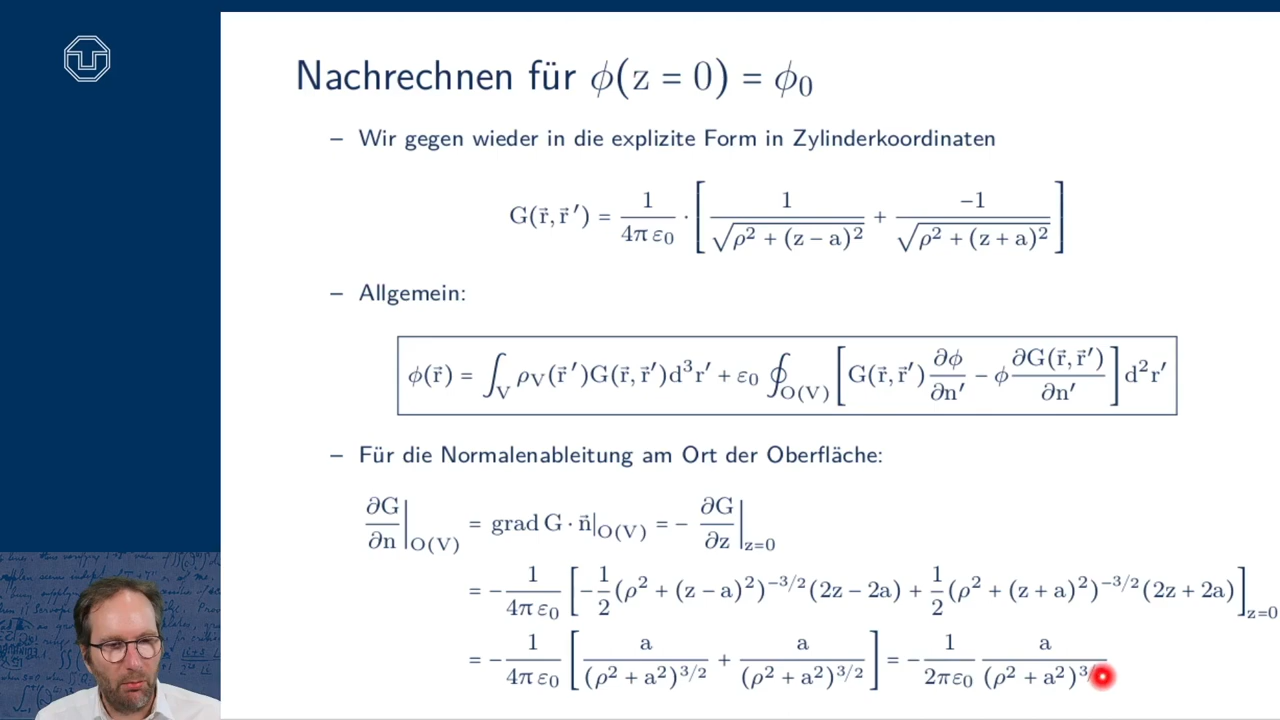 Nachrechnen für ϕ(z = 0) = ϕ₀
– Wir gegen wieder in die explizite Form in Zylinderkoordinaten
G(r⃗, r⃗ ′) = 1/(4π ε₀) · [ 1/√(ρ² + (z − a)²) + −1/√(ρ² + (z + a)²) ]
– Allgemein:
ϕ(r⃗) = ∫_V ρ_V(r⃗ ′)G(r⃗, r⃗ ′)d³r′ + ε₀ ∮_O(V) [ G(r⃗, r⃗ ′) ∂ϕ/∂n′ − ϕ ∂G(r⃗, r⃗ ′)/∂n′ ] d²r′
– Für die Normalenableitung am Ort der Oberfläche:
∂G/∂n |_O(V) = grad G · n⃗|_O(V) = − ∂G/∂z |_z=0
= − 1/(4π ε₀) [ −1/2 (ρ² + (z − a)²)^−3/2 (2z − 2a) + 1/2 (ρ² + (z + a)²)^−3/2 (2z + 2a) ]_z=0
= − 1/(4π ε₀) [ a/(ρ² + a²)^3/2 + a/(ρ² + a²)^3/2 ] = − 1/(2πε₀) a/(ρ² + a²)^3/